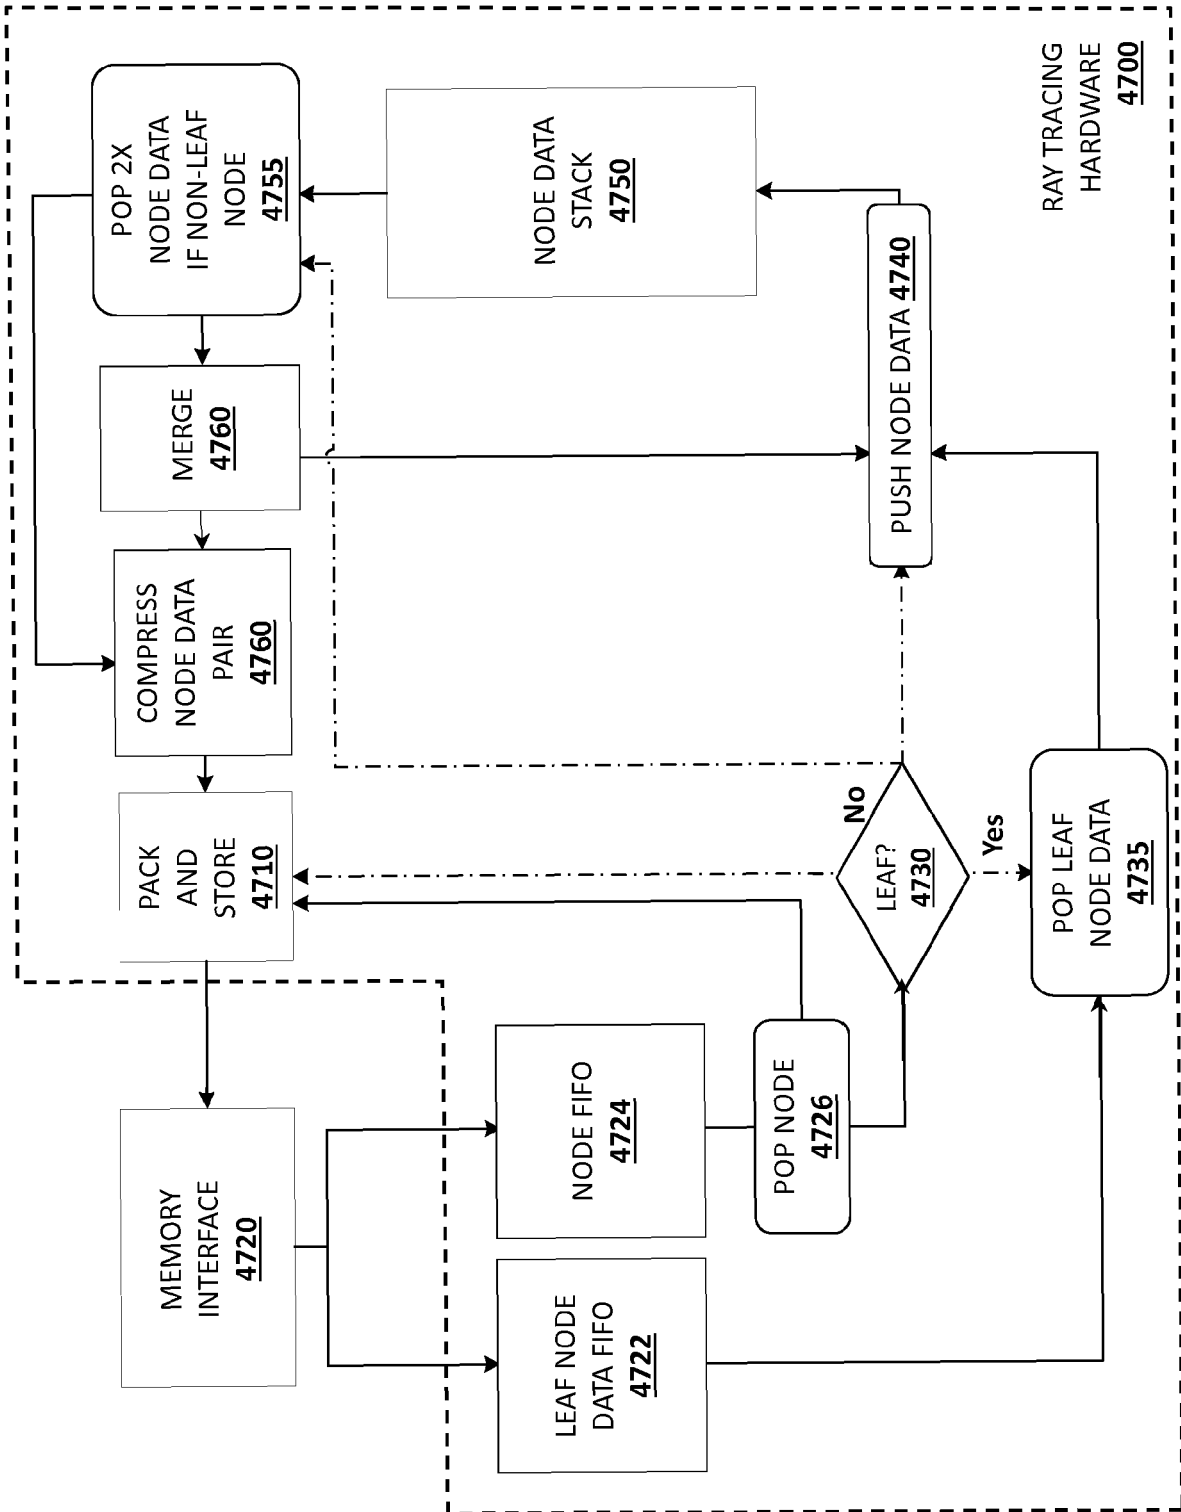 MEMORY
INTERFACE
4720
PACK
AND
STORE
4710
COMPRESS
NODE DATA
PAIR
4760
MERGE
4760
POP 2X
NODE DATA
IF NON-LEAF
NODE
4755
LEAF NODE
DATA FIFO
4722
NODE FIFO
4724
NODE DATA
STACK
4750
POP NODE
4726
LEAF?
4730
No
Yes
PUSH NODE DATA 4740
POP LEAF
NODE DATA
4735
RAY TRACING
HARDWARE
4700